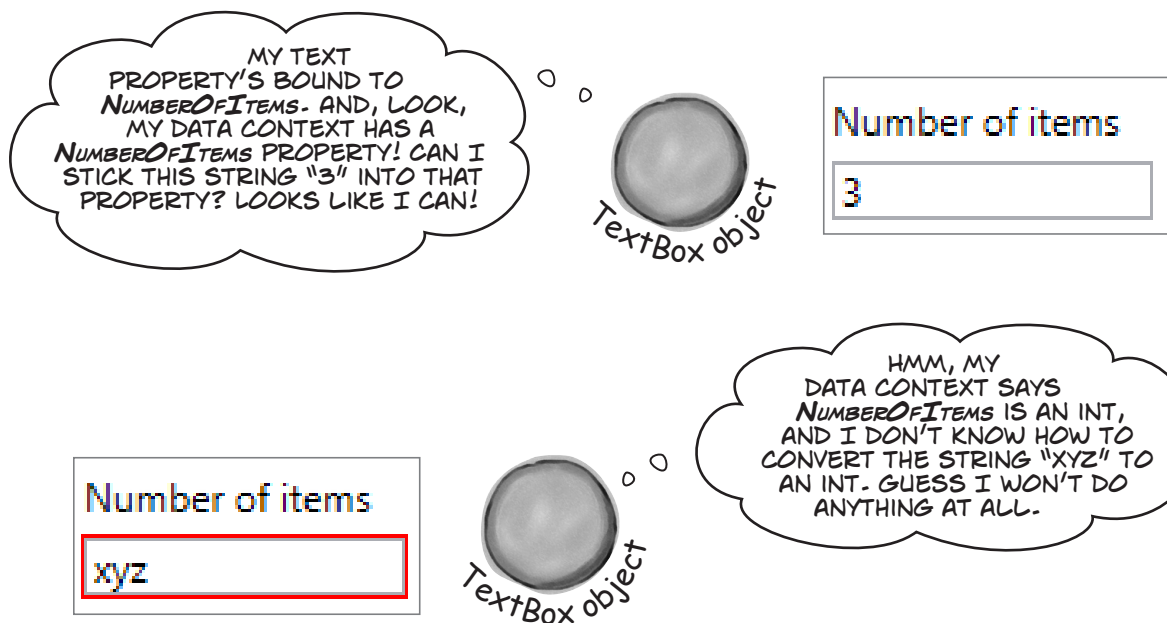 MY TEXT
PROPERTY'S BOUND TO
NUMBEROFITEMS. AND, LOOK,
MY DATA CONTEXT HAS A
NUMBEROFITEMS PROPERTY! CAN I
STICK THIS STRING "3" INTO THAT
PROPERTY? LOOKS LIKE I CAN!
TextBox object
Number of items
3
HMM, MY
DATA CONTEXT SAYS
NUMBEROFITEMS IS AN INT,
AND I DON'T KNOW HOW TO
CONVERT THE STRING "XYZ" TO
AN INT. GUESS I WON'T DO
ANYTHING AT ALL.
Number of items
xyz
TextBox object